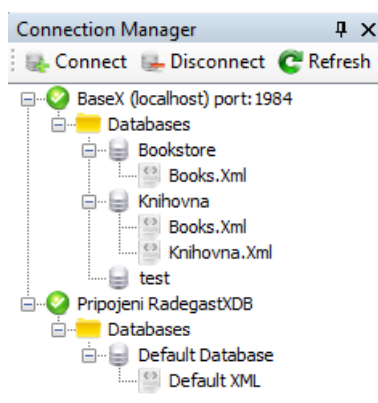 Connection Manager
Connect Disconnect Refresh
BaseX (localhost) port:1984
Databases
Bookstore
Books.Xml
Knihovna
Books.Xml
Knihovna.Xml
test
Pripojeni RadegastXDB
Databases
Default Database
Default XML